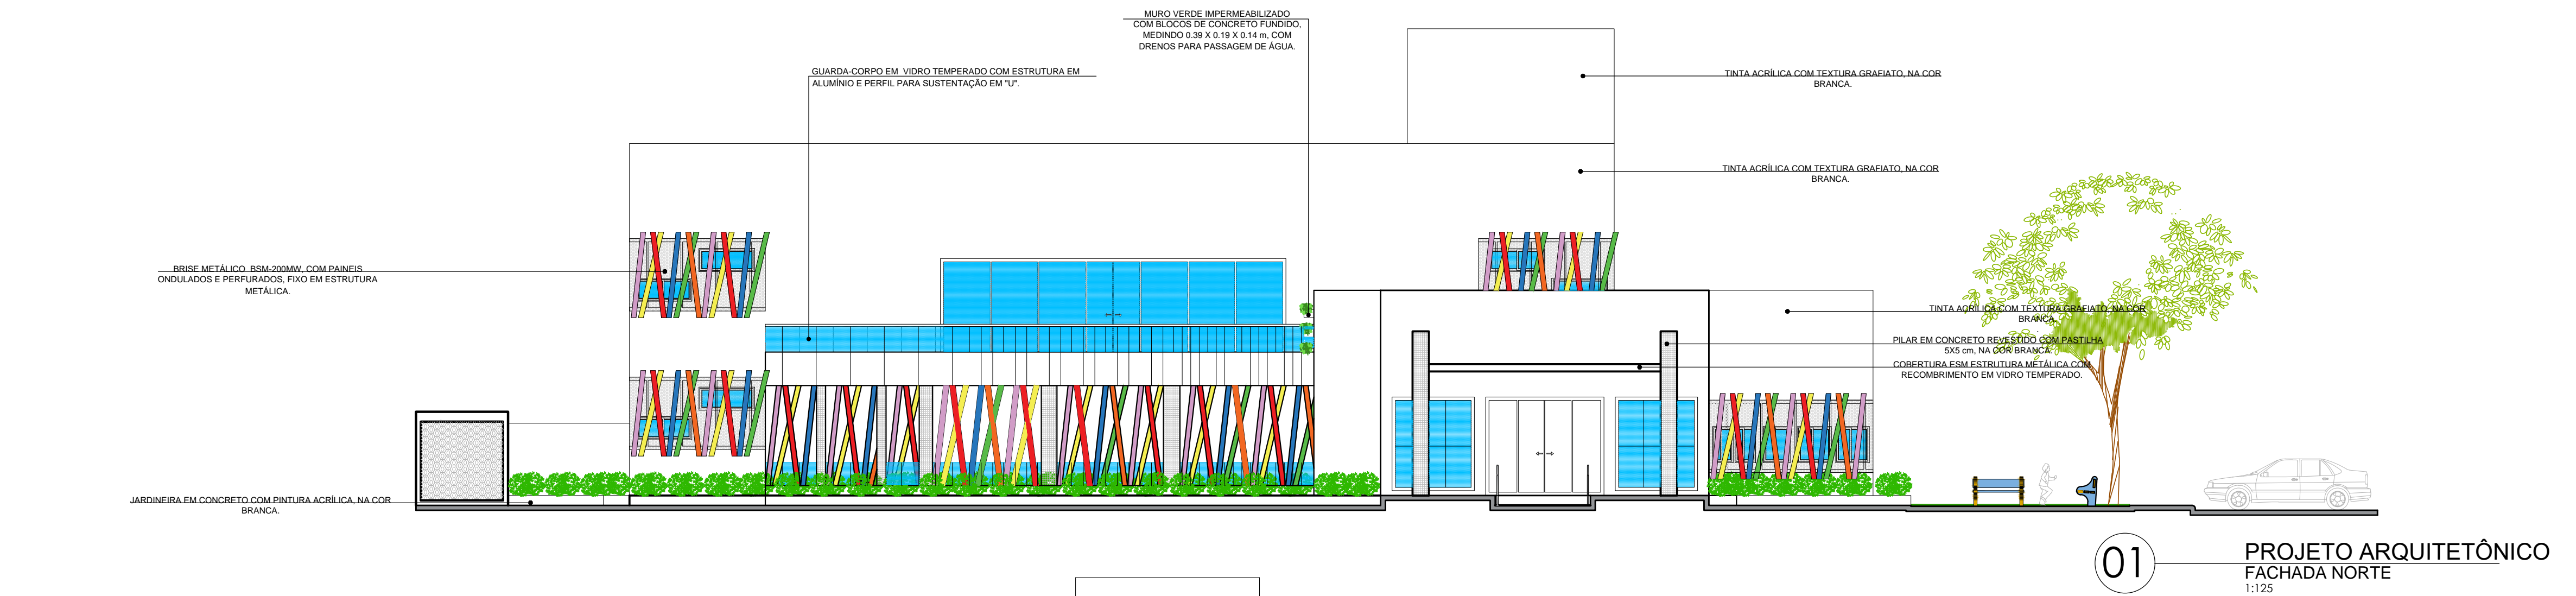 MURO VERDE IMPERMEABILIZADO
COM BLOCOS DE CONCRETO FUNDIDO,
MEDINDO 0.39 X 0.19 X 0.14 m, COM
DRENOS PARA PASSAGEM DE ÁGUA.
GUARDA-CORPO EM VIDRO TEMPERADO COM ESTRUTURA EM
ALUMÍNIO E PERFIL PARA SUSTENTAÇÃO EM "U".
TINTA ACRÍLICA COM TEXTURA GRAFIATO, NA COR
BRANCA.
TINTA ACRÍLICA COM TEXTURA GRAFIATO, NA COR
BRANCA.
BRISE METÁLICO BSM-200MW, COM PAINEIS
ONDULADOS E PERFURADOS, FIXO EM ESTRUTURA
METÁLICA.
TINTA ACRÍLICA COM TEXTURA GRAFIATO, NA COR
BRANCA.
PILAR EM CONCRETO REVESTIDO COM PASTILHA
5X5 cm, NA COR BRANCA.
COBERTURA ESM ESTRUTURA METÁLICA COM
RECOMBRIMENTO EM VIDRO TEMPERADO.
JARDINEIRA EM CONCRETO COM PINTURA ACRÍLICA, NA COR
BRANCA.
01
PROJETO ARQUITETÔNICO
FACHADA NORTE
1:125